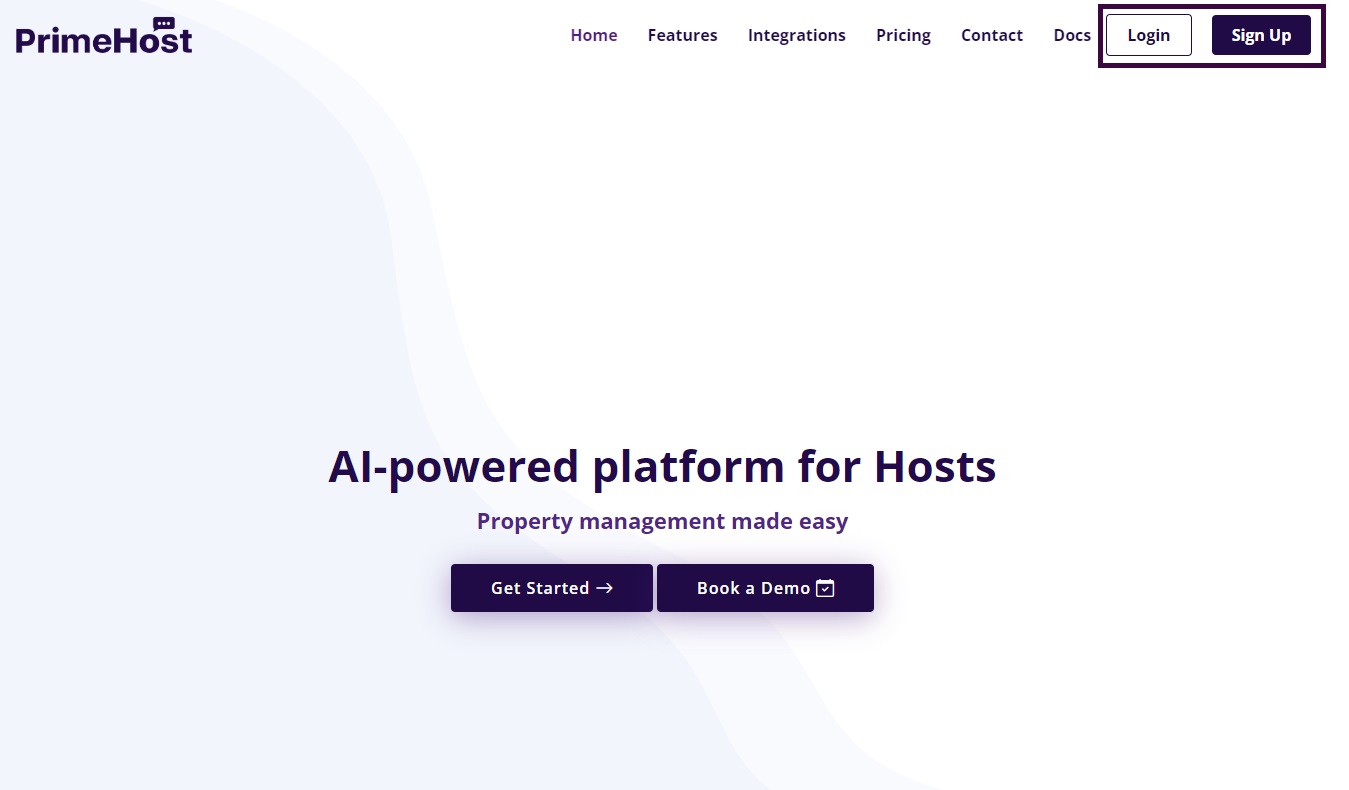 PrimeHost
Home Features Integrations Pricing Contact Docs Login Sign Up
AI-powered platform for Hosts
Property management made easy
Get Started → Book a Demo